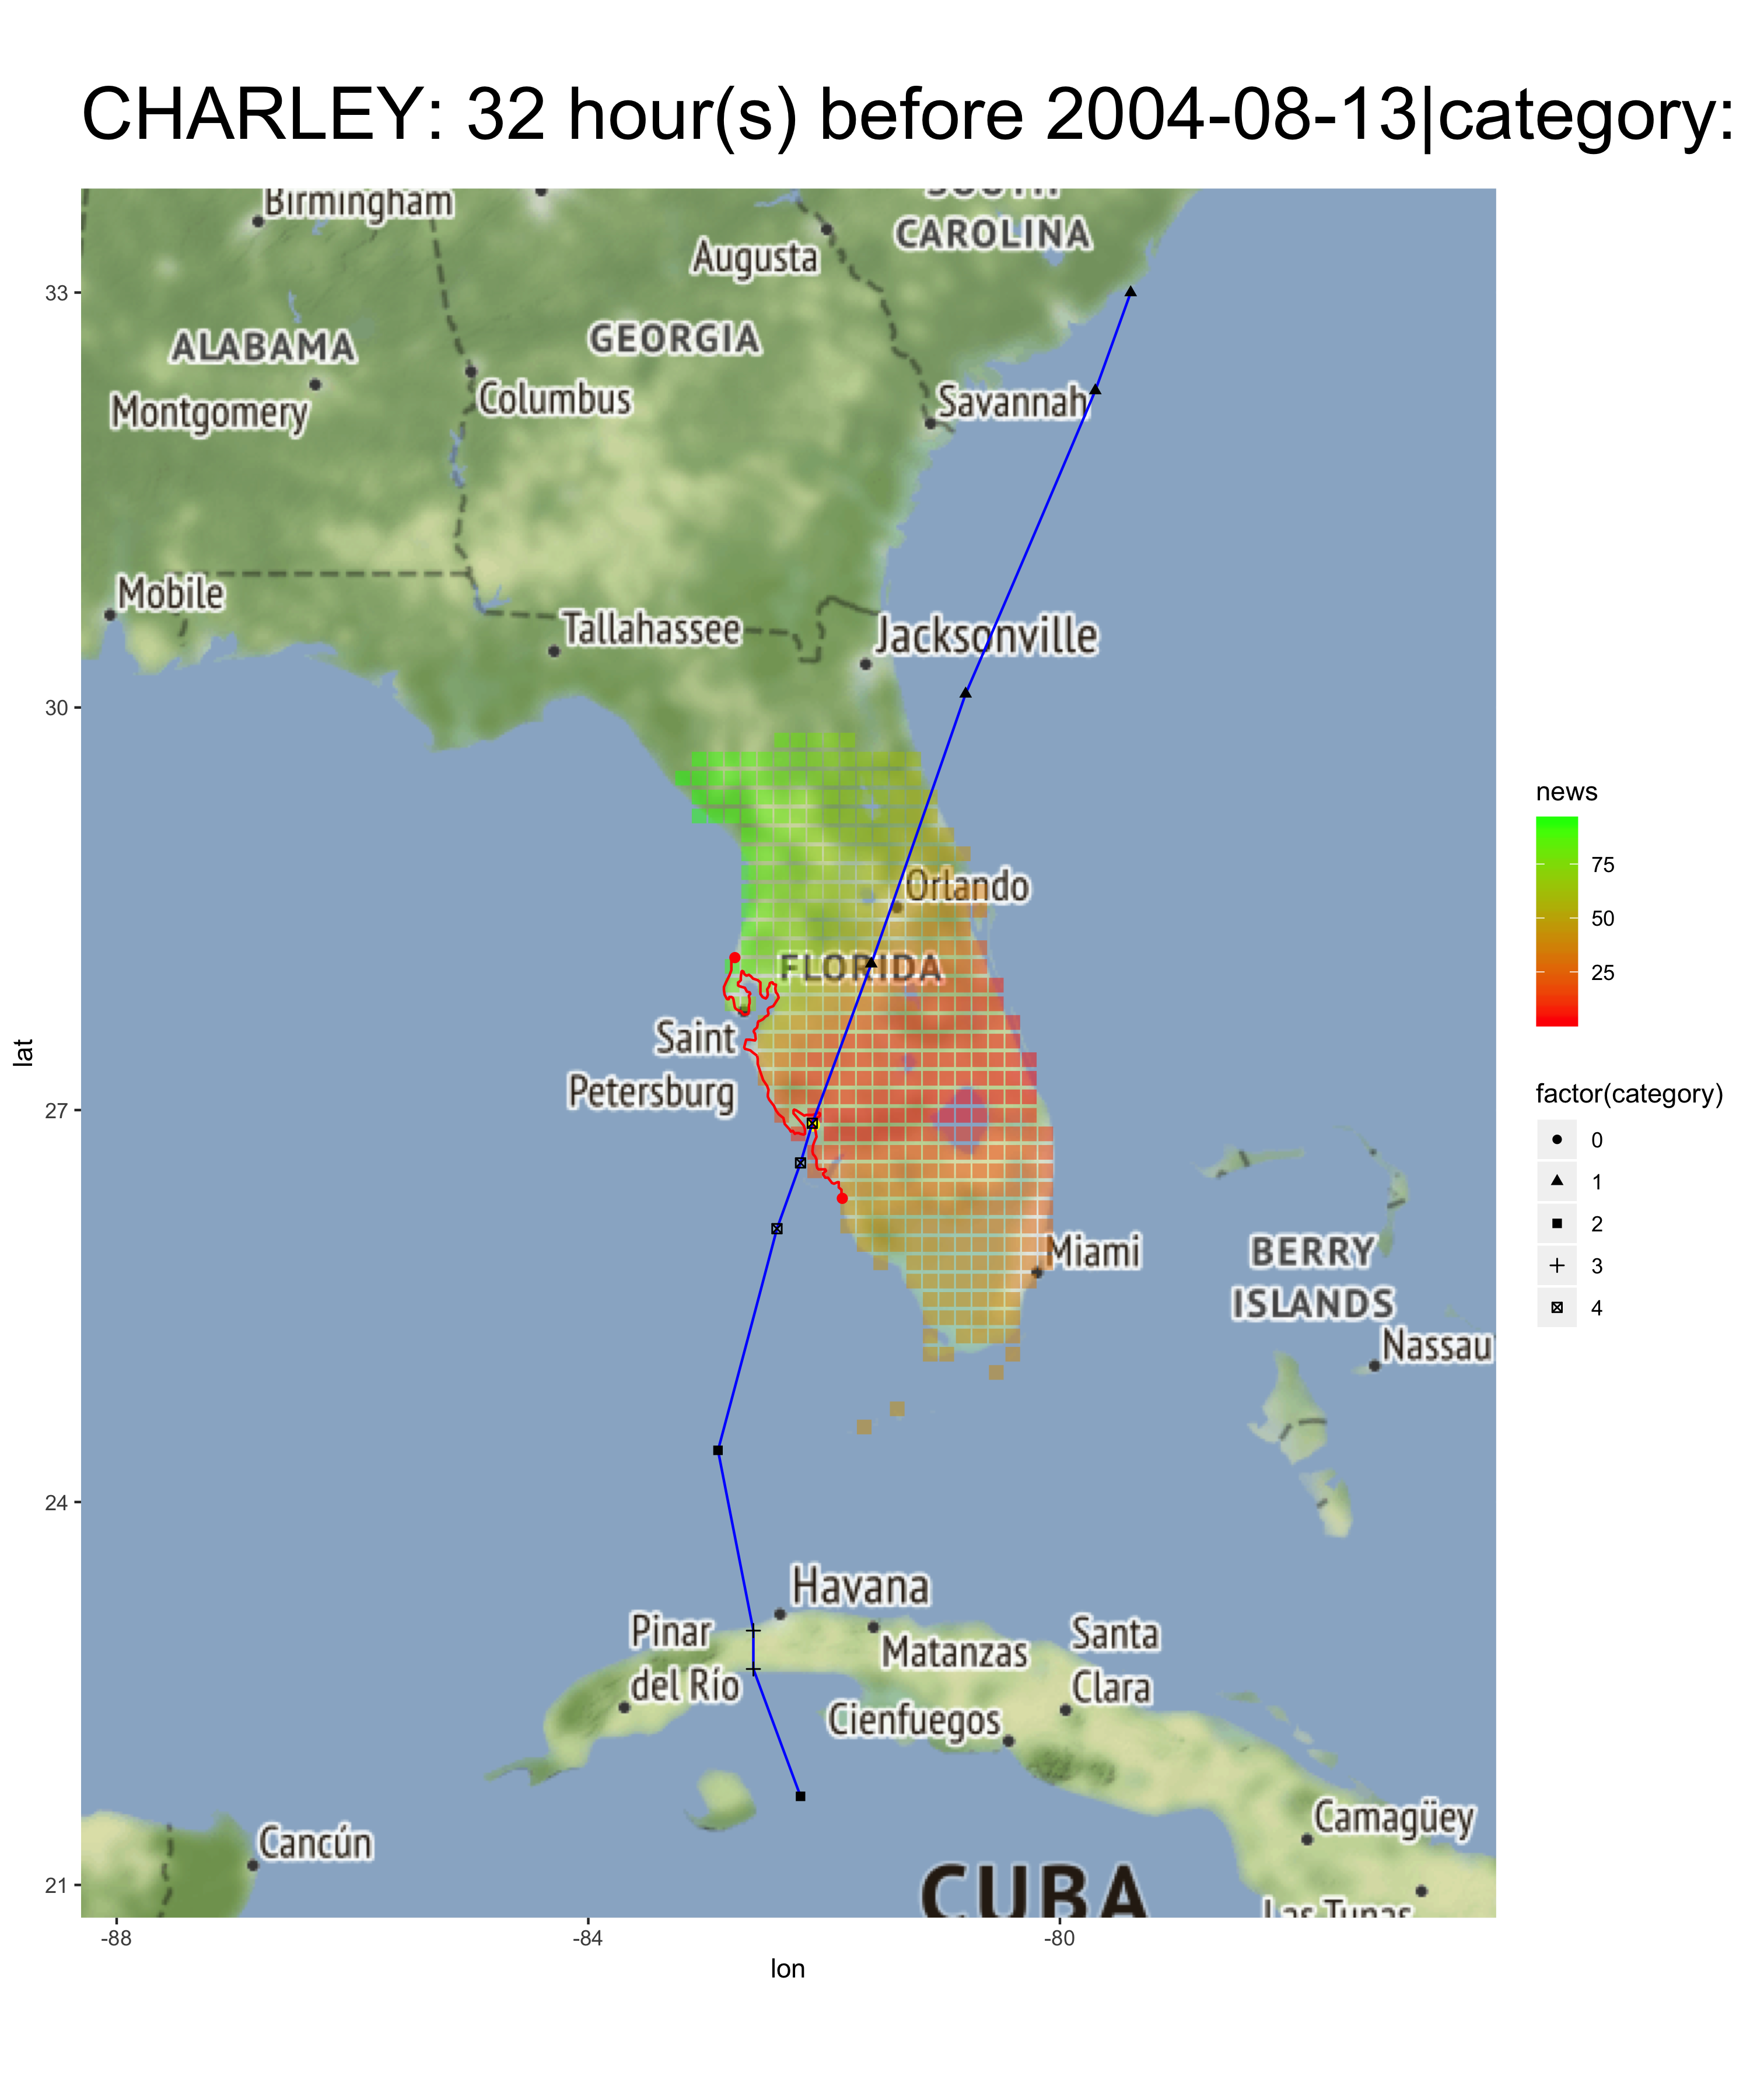 CHARLEY: 32 hour(s) before 2004-08-13|category:
Birmingham
SOUTH
CAROLINA
Augusta
33
ALABAMA
GEORGIA
Montgomery
Columbus
Savannah
Mobile
Tallahassee
Jacksonville
30
news
75
50
25
Orlando
FLORIDA
Saint
Petersburg
lat
27
factor(category)
0
1
2
3
4
Miami
BERRY
ISLANDS
Nassau
24
Havana
Pinar
del Río
Matanzas
Santa
Clara
Cienfuegos
Camagüey
Cancún
21
CUBA
Las Tunas
-88
-84
-80
lon